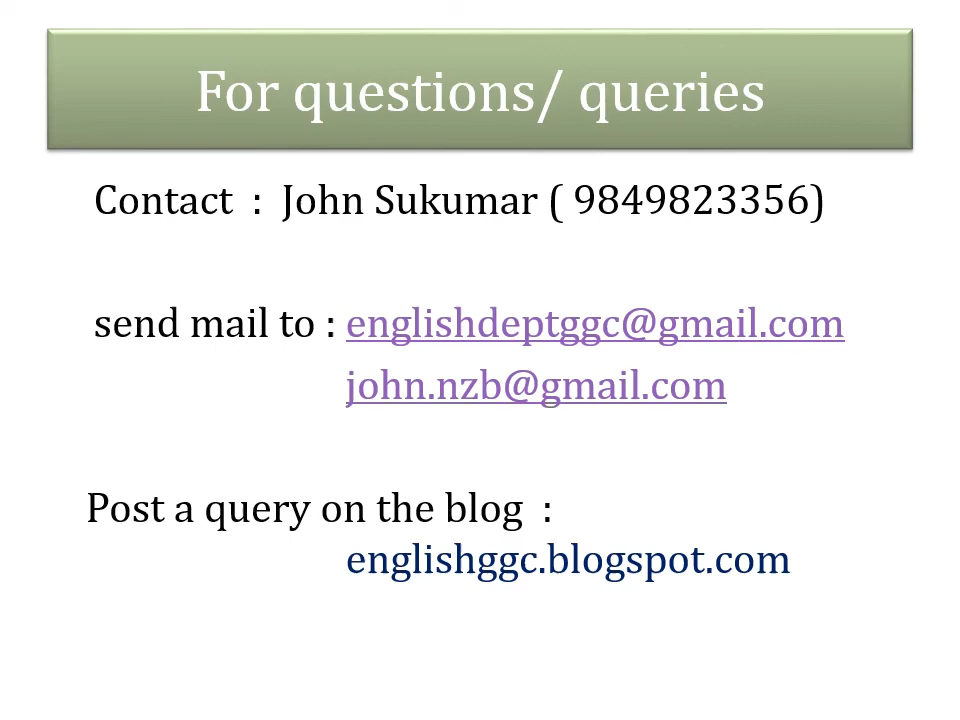 For questions/ queries
Contact : John Sukumar ( 9849823356)
send mail to : englishdeptggc@gmail.com
john.nzb@gmail.com
Post a query on the blog :
englishggc.blogspot.com